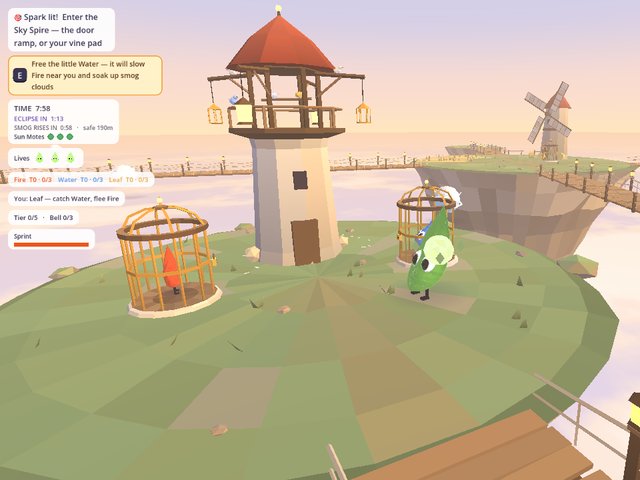 Spark lit! Enter the
Sky Spire — the door
ramp, or your vine pad
E
Free the little Water — it will slow
Fire near you and soak up smog
clouds
TIME 7:58
ECLIPSE IN 1:13
SMOG RISES IN 0:58 · safe 190m
Sun Motes
Lives
Fire T0 · 0/3 Water T0 · 0/3 Leaf T0 · 0/3
You: Leaf — catch Water, flee Fire
Tier 0/5 · Bell 0/3
Sprint